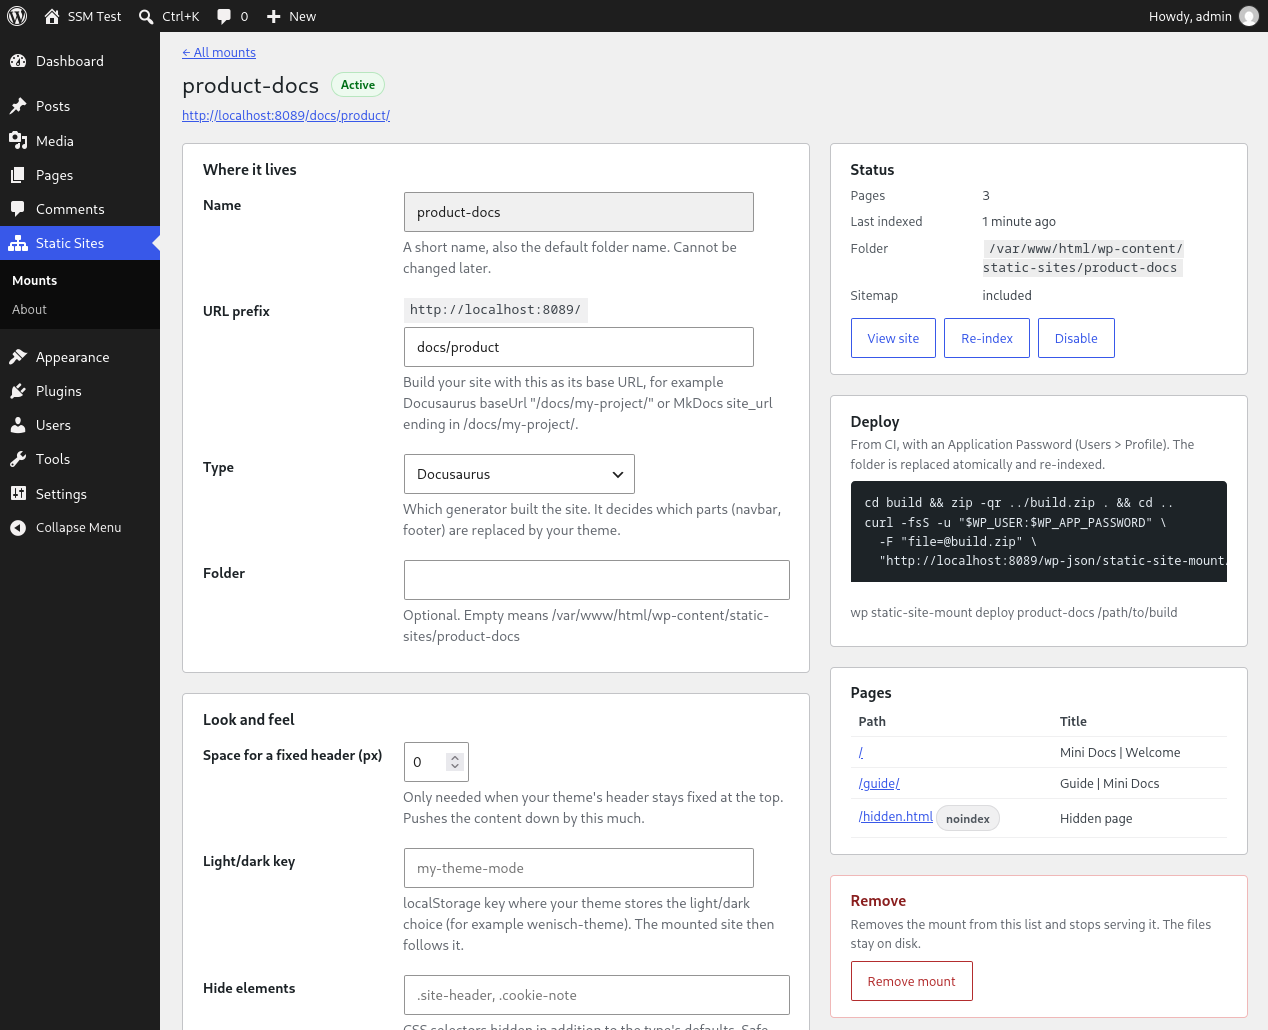 SSM Test
Ctrl+K
0
New
Howdy, admin
Dashboard
Posts
Media
Pages
Comments
Static Sites
Mounts
About
Appearance
Plugins
Users
Tools
Settings
Collapse Menu
← All mounts
product-docs
Active
http://localhost:8089/docs/product/
Where it lives
Name
product-docs
A short name, also the default folder name. Cannot be
changed later.
URL prefix
http://localhost:8089/
docs/product
Build your site with this as its base URL, for example
Docusaurus baseUrl "/docs/my-project/" or MkDocs site_url
ending in /docs/my-project/.
Type
Docusaurus
Which generator built the site. It decides which parts (navbar,
footer) are replaced by your theme.
Folder
Optional. Empty means /var/www/html/wp-content/static-
sites/product-docs
Look and feel
Space for a fixed header (px)
0
Only needed when your theme's header stays fixed at the top.
Pushes the content down by this much.
Light/dark key
my-theme-mode
localStorage key where your theme stores the light/dark
choice (for example wenisch-theme). The mounted site then
follows it.
Hide elements
.site-header, .cookie-note
CSS selectors hidden in addition to the type's defaults. Safe
Status
Pages
3
Last indexed
1 minute ago
Folder
/var/www/html/wp-content/
static-sites/product-docs
Sitemap
included
View site
Re-index
Disable
Deploy
From CI, with an Application Password (Users > Profile). The
folder is replaced atomically and re-indexed.
cd build && zip -qr ../build.zip . && cd ..
curl -fsS -u "$WP_USER:$WP_APP_PASSWORD" \
-F "file=@build.zip" \
"http://localhost:8089/wp-json/static-site-mount/
wp static-site-mount deploy product-docs /path/to/build
Pages
Path
Title
/
Mini Docs | Welcome
/guide/
Guide | Mini Docs
/hidden.html
noindex
Hidden page
Remove
Removes the mount from this list and stops serving it. The files
stay on disk.
Remove mount